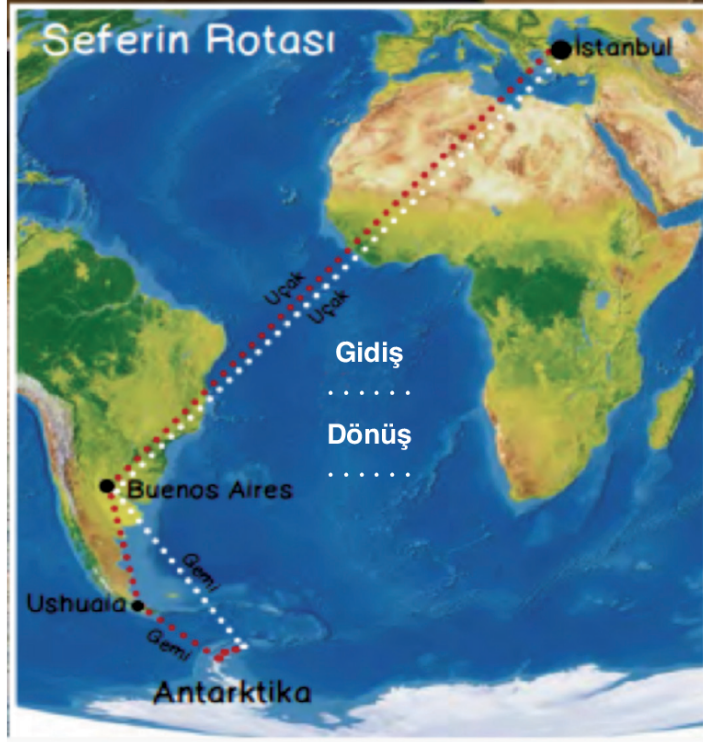 Seferin Rotası
İstanbul
Uçak
Uçak
Gidiş
. . . . . .
Dönüş
. . . . . .
Buenos Aires
Gemi
Ushuaia
Gemi
Antarktika